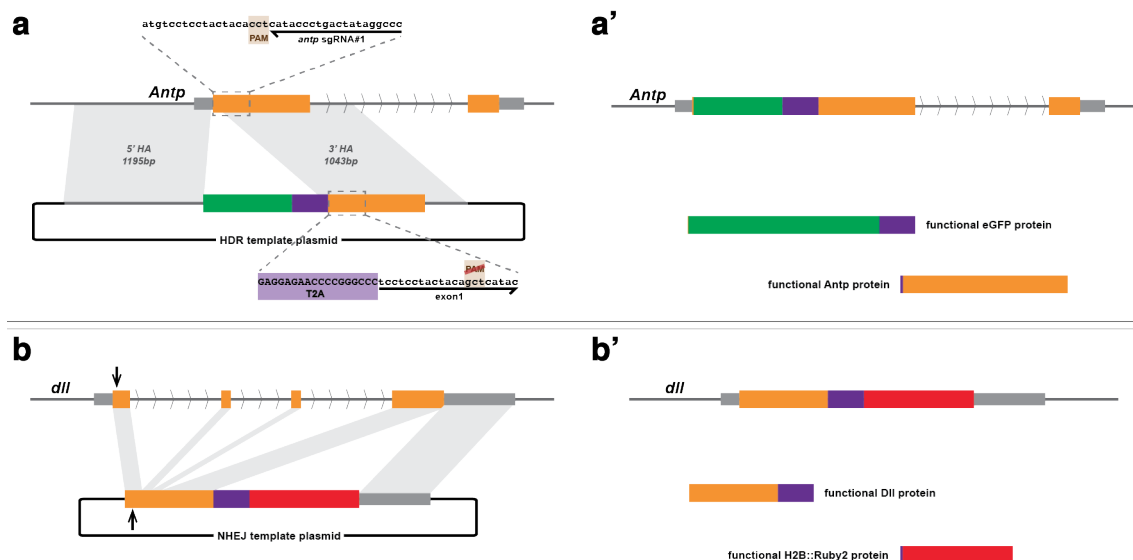 a
atgtcctcctactacacctcataccctgactataggccc
PAM
antp sgRNA#1
Antp
5' HA
1195bp
3' HA
1043bp
HDR template plasmid
PAM
GAGGAGAACCCCGGGCCCtcctcctactacagctcatac
T2A
exon1
a'
Antp
functional eGFP protein
functional Antp protein
b
dll
NHEJ template plasmid
b'
dll
functional Dll protein
functional H2B::Ruby2 protein